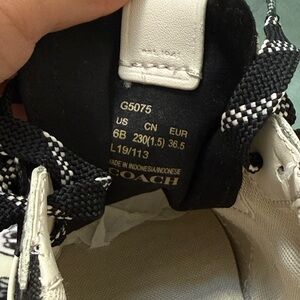 G5075
US CN EUR
6B 230(1.5) 36.5
L19/113
MADE IN INDONESIA/INDONESIE
COACH